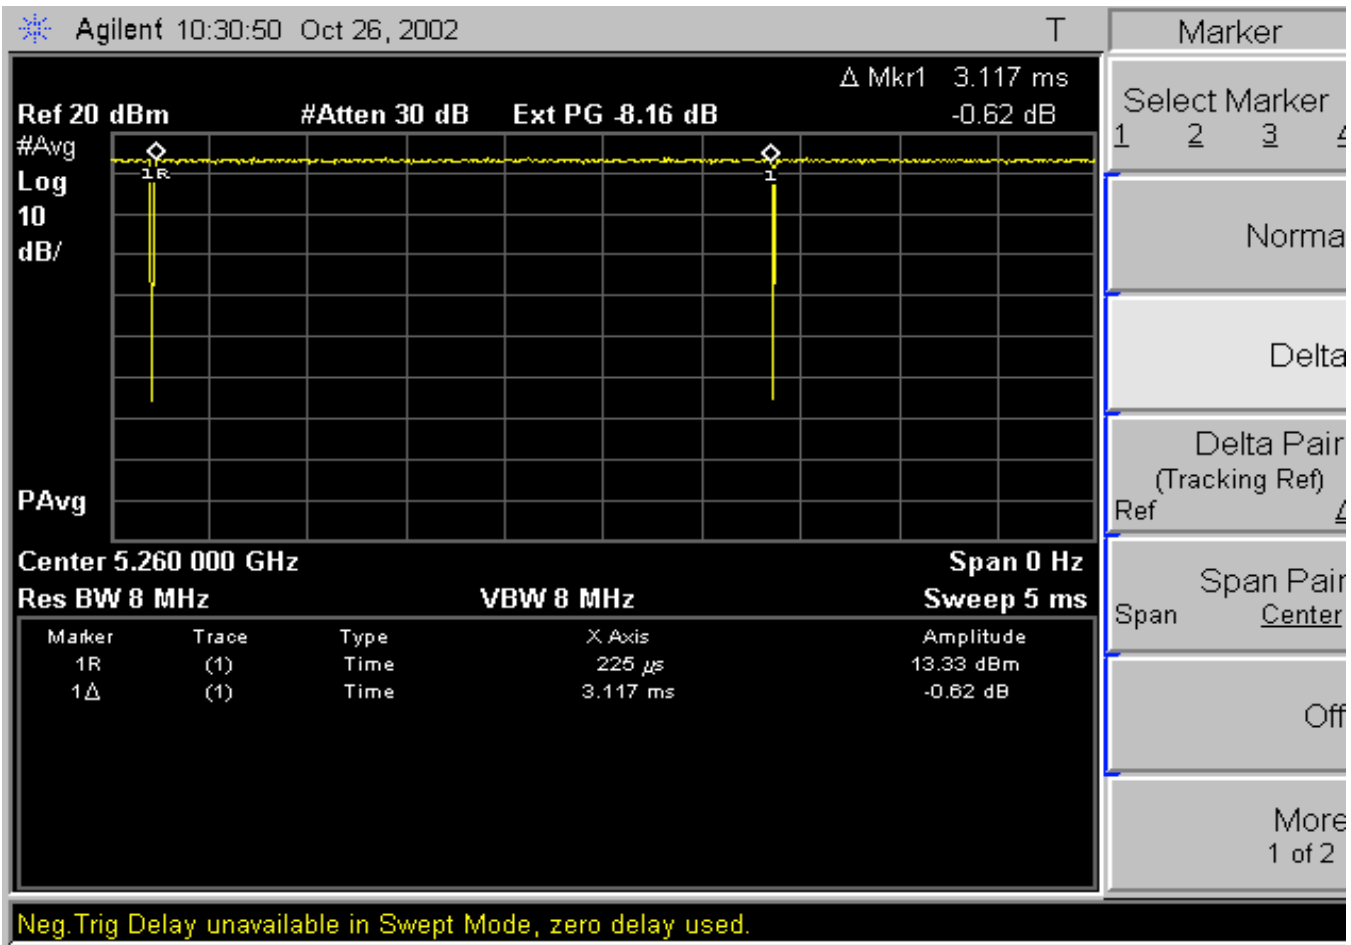 Agilent 10:30:50 Oct 26, 2002 T
Δ Mkr1 3.117 ms
Ref 20 dBm #Atten 30 dB Ext PG -8.16 dB -0.62 dB
#Avg
Log
10
dB/
1R 1
PAvg
Center 5.260 000 GHz Span 0 Hz
Res BW 8 MHz VBW 8 MHz Sweep 5 ms
Marker Trace Type X Axis Amplitude
1R (1) Time 225 µs 13.33 dBm
1Δ (1) Time 3.117 ms -0.62 dB
Neg.Trig Delay unavailable in Swept Mode, zero delay used.
Marker
Select Marker
1 2 3
Norma
Delta
Delta Pair
(Tracking Ref)
Ref Δ
Span Pair
Span Center
Off
More
1 of 2